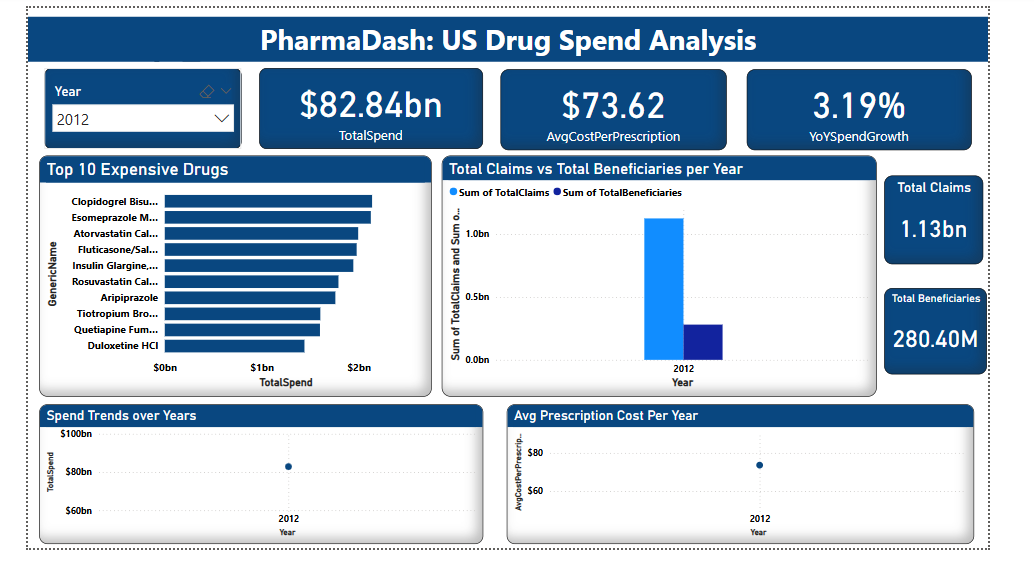 PharmaDash: US Drug Spend Analysis
Year
2012
$82.84bn
TotalSpend
$73.62
AvgCostPerPrescription
3.19%
YoYSpendGrowth
Top 10 Expensive Drugs
GenericName
Clopidogrel Bisu...
Esomeprazole M...
Atorvastatin Cal...
Fluticasone/Sal...
Insulin Glargine,...
Rosuvastatin Cal...
Aripiprazole
Tiotropium Bro...
Quetiapine Fum...
Duloxetine HCl
$0bn $1bn $2bn
TotalSpend
Total Claims vs Total Beneficiaries per Year
Sum of TotalClaims Sum of TotalBeneficiaries
Sum of TotalClaims and Sum o...
1.0bn
0.5bn
0.0bn
2012
Year
Total Claims
1.13bn
Total Beneficiaries
280.40M
Spend Trends over Years
TotalSpend
$100bn
$80bn
$60bn
2012
Year
Avg Prescription Cost Per Year
AvgCostPerPrescrip...
$80
$60
2012
Year